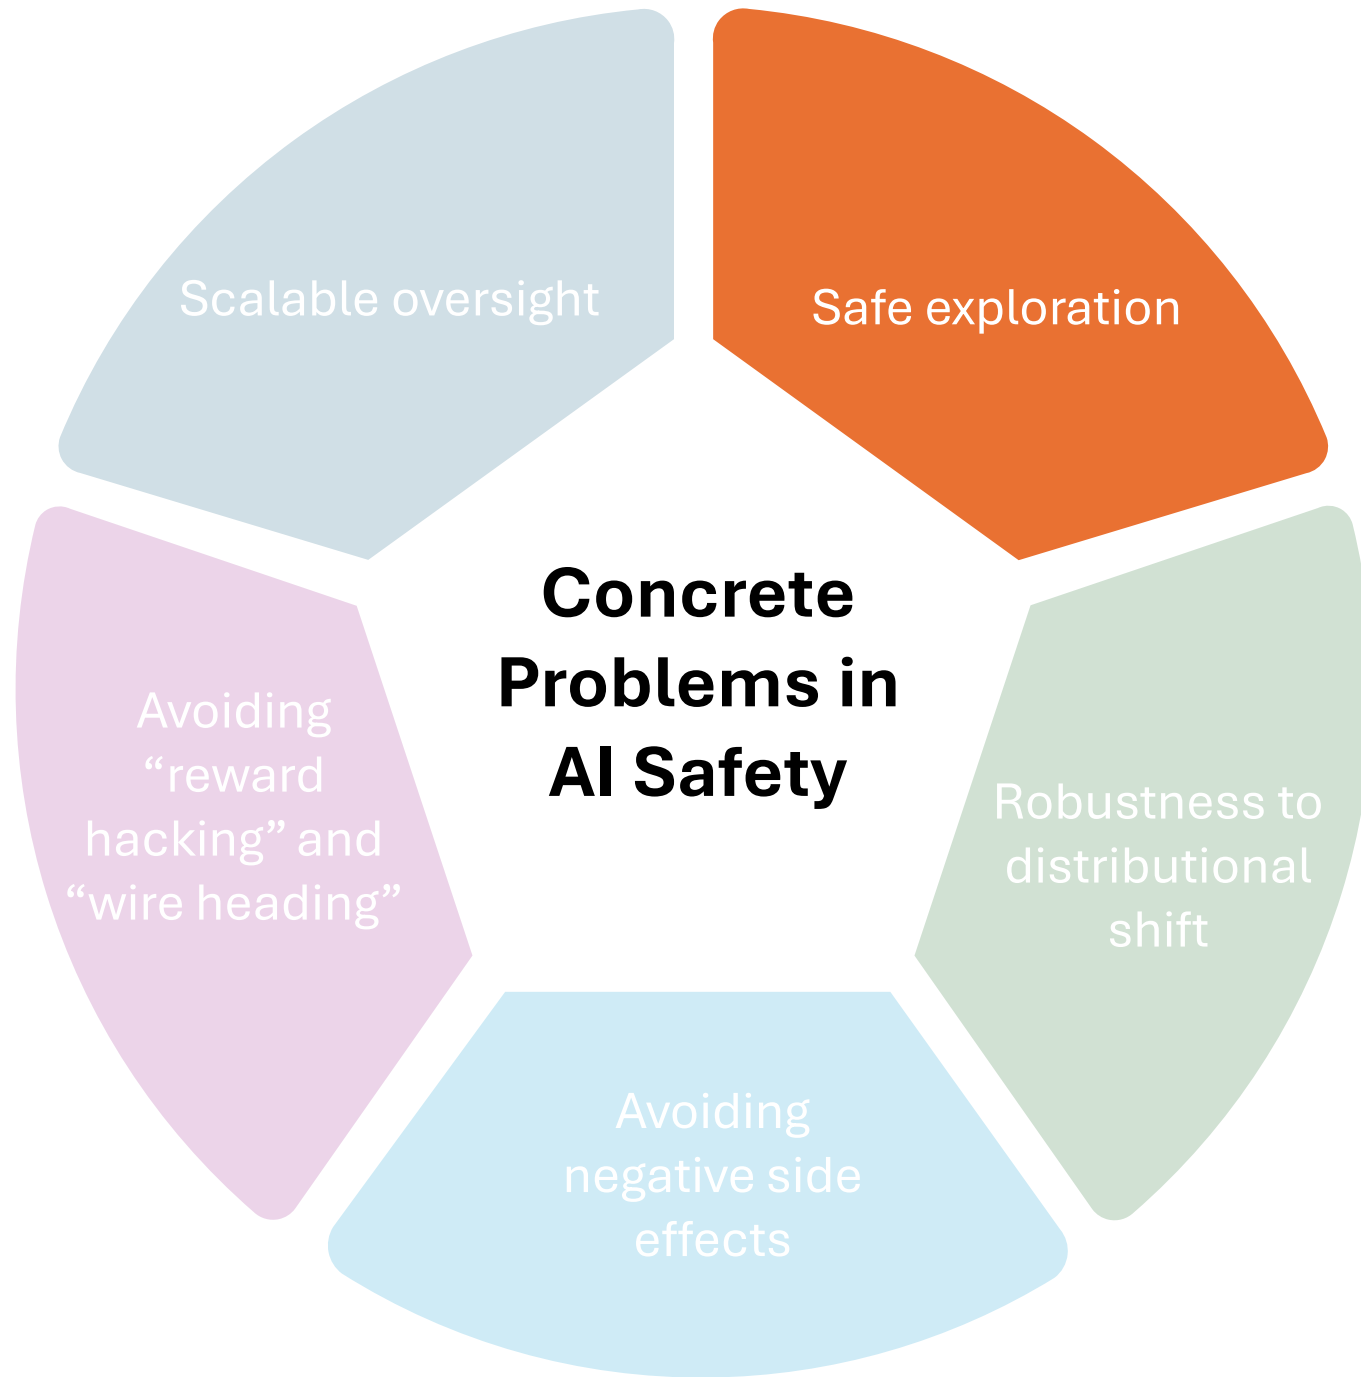 Scalable oversight
Safe exploration
Concrete
Problems in
AI Safety
Avoiding
“reward
hacking” and
“wire heading”
Robustness to
distributional
shift
Avoiding
negative side
effects